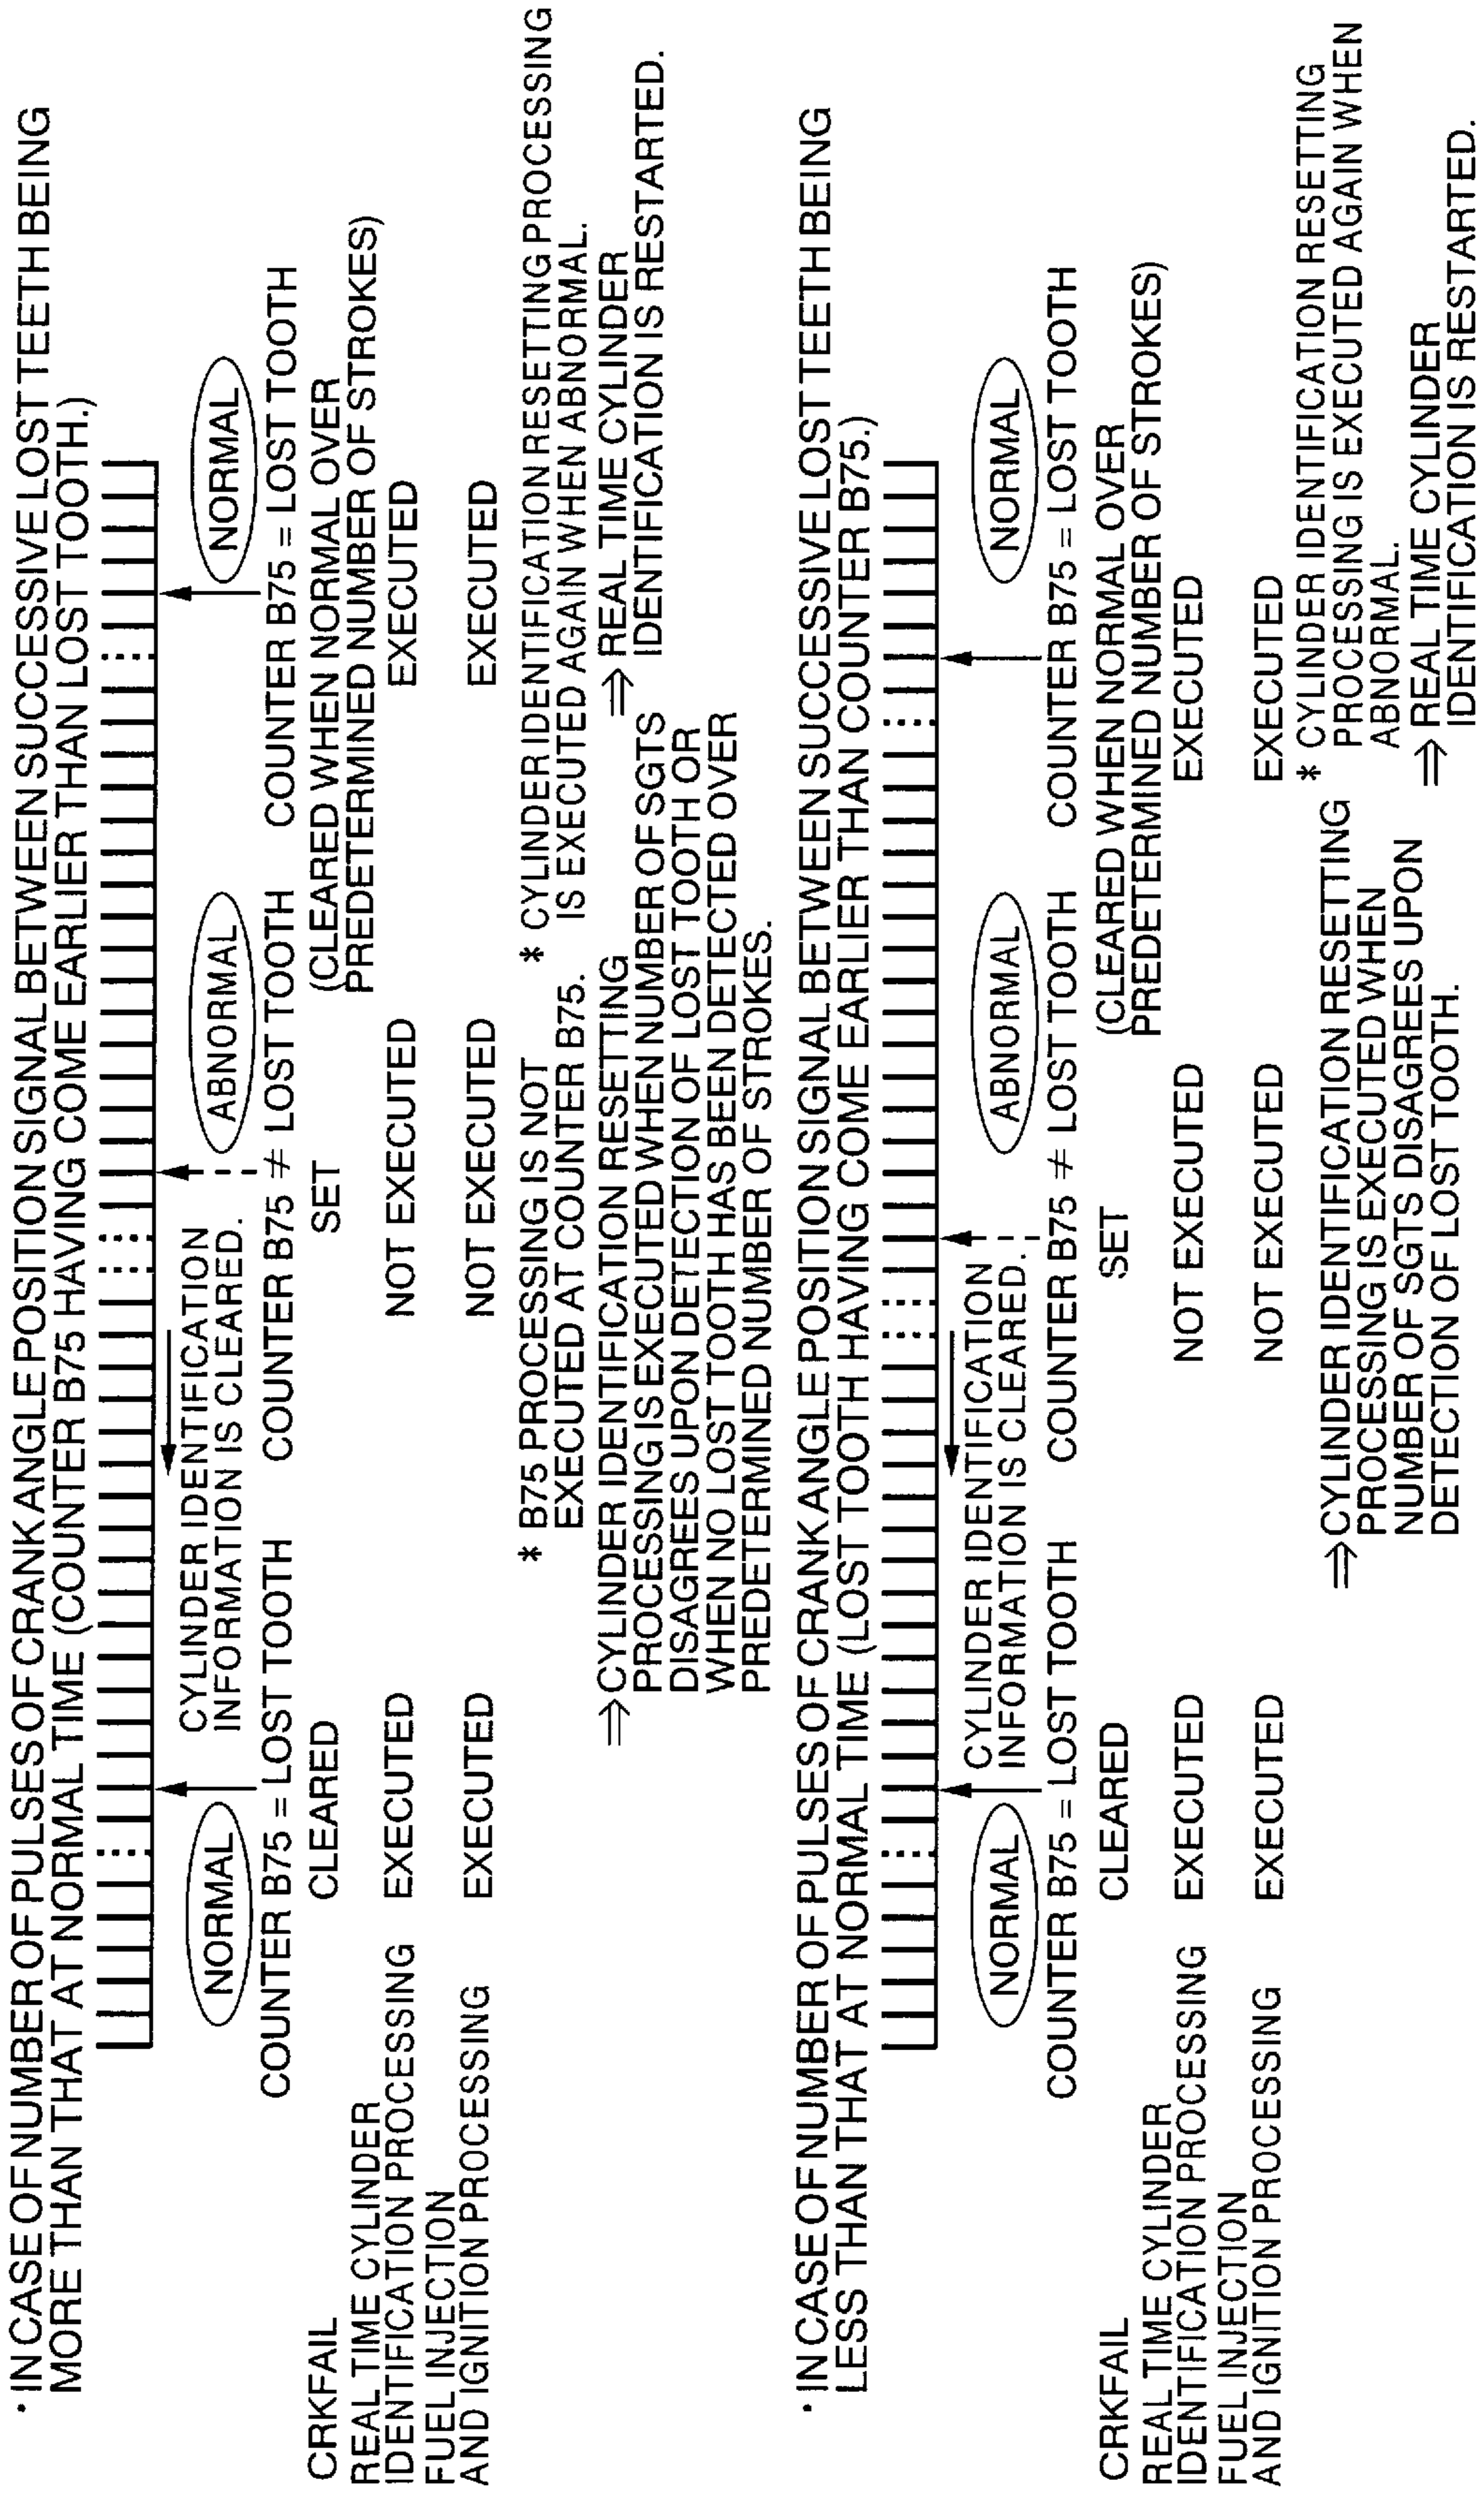 · IN CASE OF NUMBER OF PULSES OF CRANK ANGLE POSITION SIGNAL BETWEEN SUCCESSIVE LOST TEETH BEING
MORE THAN THAT AT NORMAL TIME (COUNTER B75 HAVING COME EARLIER THAN LOST TOOTH.)
CYLINDER IDENTIFICATION
INFORMATION IS CLEARED.
NORMAL
ABNORMAL
NORMAL
COUNTER B75 = LOST TOOTH
COUNTER B75 ≠ LOST TOOTH
COUNTER B75 = LOST TOOTH
CRKFAIL
CLEARED
SET
(CLEARED WHEN NORMAL OVER
PREDETERMINED NUMBER OF STROKES)
REAL TIME CYLINDER
IDENTIFICATION PROCESSING
EXECUTED
NOT EXECUTED
EXECUTED
FUEL INJECTION
AND IGNITION PROCESSING
EXECUTED
NOT EXECUTED
EXECUTED
* B75 PROCESSING IS NOT
EXECUTED AT COUNTER B75.
⇒ CYLINDER IDENTIFICATION RESETTING
PROCESSING IS EXECUTED WHEN NUMBER OF SGTS
DISAGREES UPON DETECTION OF LOST TOOTH OR
WHEN NO LOST TOOTH HAS BEEN DETECTED OVER
PREDETERMINED NUMBER OF STROKES.
* CYLINDER IDENTIFICATION RESETTING PROCESSING
IS EXECUTED AGAIN WHEN ABNORMAL.
⇒ REAL TIME CYLINDER
IDENTIFICATION IS RESTARTED.
· IN CASE OF NUMBER OF PULSES OF CRANK ANGLE POSITION SIGNAL BETWEEN SUCCESSIVE LOST TEETH BEING
LESS THAN THAT AT NORMAL TIME (LOST TOOTH HAVING COME EARLIER THAN COUNTER B75.)
CYLINDER IDENTIFICATION
INFORMATION IS CLEARED.
NORMAL
ABNORMAL
NORMAL
COUNTER B75 = LOST TOOTH
COUNTER B75 ≠ LOST TOOTH
COUNTER B75 = LOST TOOTH
CRKFAIL
CLEARED
SET
(CLEARED WHEN NORMAL OVER
PREDETERMINED NUMBER OF STROKES)
REAL TIME CYLINDER
IDENTIFICATION PROCESSING
EXECUTED
NOT EXECUTED
EXECUTED
FUEL INJECTION
AND IGNITION PROCESSING
EXECUTED
NOT EXECUTED
EXECUTED
⇒ CYLINDER IDENTIFICATION RESETTING
PROCESSING IS EXECUTED WHEN
NUMBER OF SGTS DISAGREES UPON
DETECTION OF LOST TOOTH.
* CYLINDER IDENTIFICATION RESETTING
PROCESSING IS EXECUTED AGAIN WHEN
ABNORMAL.
⇒ REAL TIME CYLINDER
IDENTIFICATION IS RESTARTED.